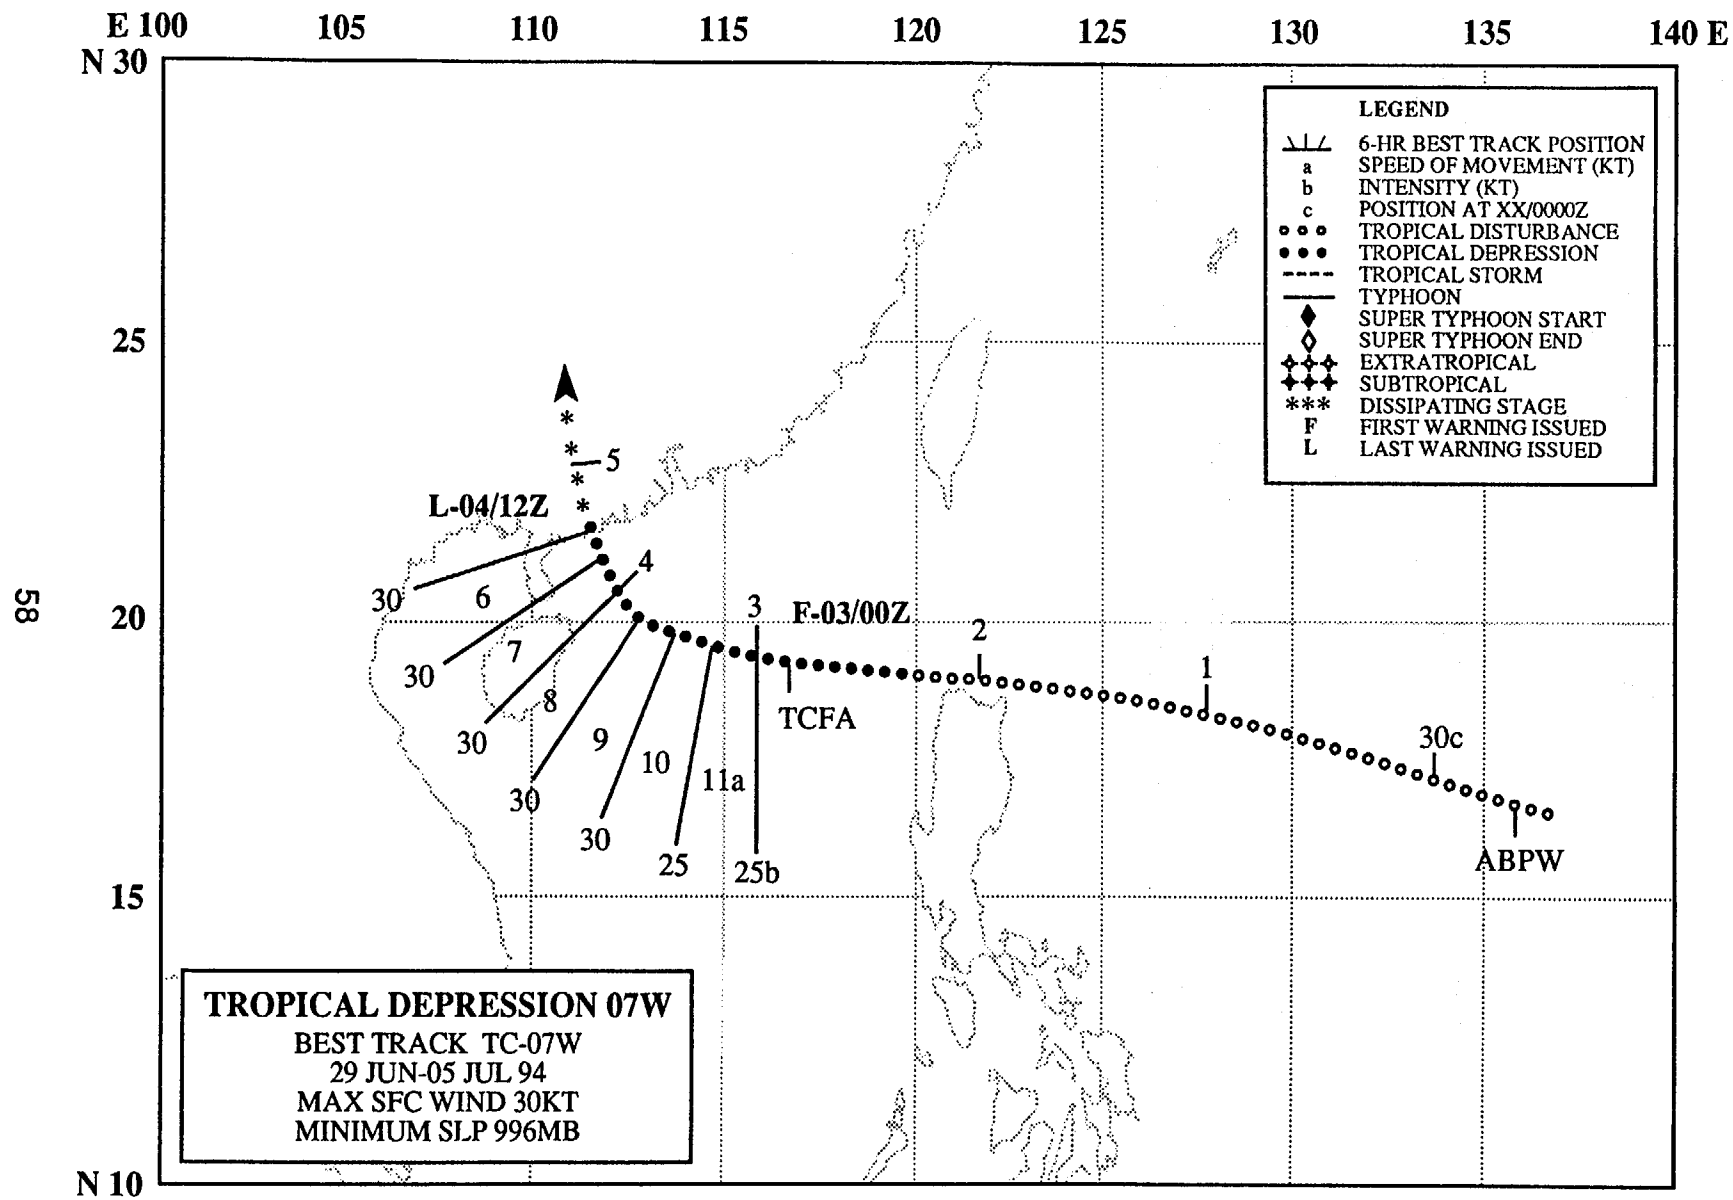 E 100 105 110 115 120 125 130 135 140 E
N 30
LEGEND
6-HR BEST TRACK POSITION
a SPEED OF MOVEMENT (KT)
b INTENSITY (KT)
c POSITION AT XX/0000Z
TROPICAL DISTURBANCE
TROPICAL DEPRESSION
TROPICAL STORM
TYPHOON
SUPER TYPHOON START
SUPER TYPHOON END
EXTRATROPICAL
SUBTROPICAL
*** DISSIPATING STAGE
F FIRST WARNING ISSUED
L LAST WARNING ISSUED
25
5
L-04/12Z
4
30 6
58
20
3 F-03/00Z
2
7
1
30
8
TCFA
30
9
30c
10
11a
30
30
25
25b
ABPW
15
TROPICAL DEPRESSION 07W
BEST TRACK TC-07W
29 JUN-05 JUL 94
MAX SFC WIND 30KT
MINIMUM SLP 996MB
N 10